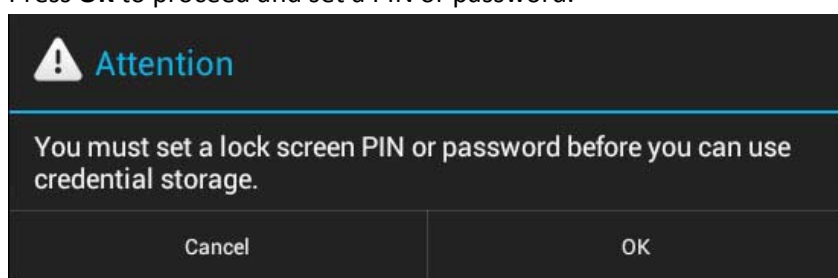 Press OK to proceed and set a PIN or password.
Attention
You must set a lock screen PIN or password before you can use
credential storage.
Cancel
OK